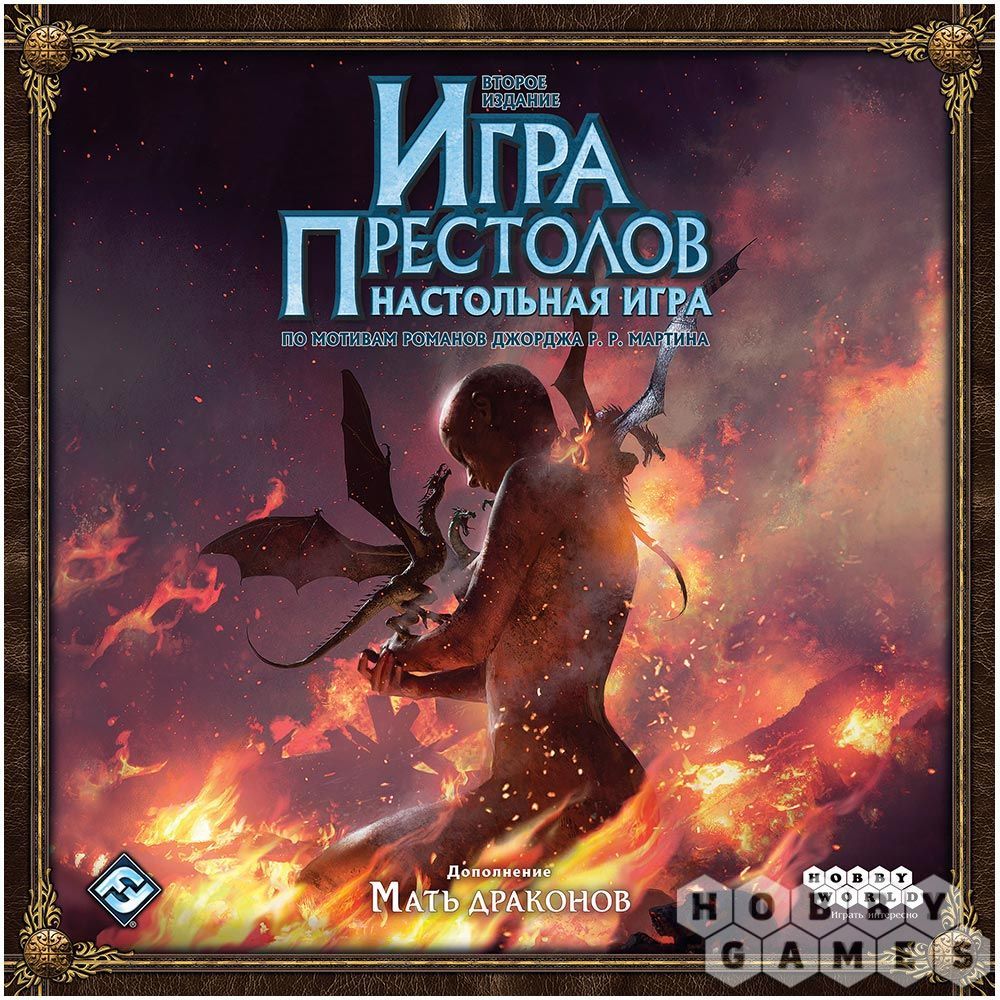 ВТОРОЕ
ИЗДАНИЕ
ИГРА
ПРЕСТОЛОВ
НАСТОЛЬНАЯ ИГРА
ПО МОТИВАМ РОМАНОВ ДЖОРДЖА Р. Р. МАРТИНА
Дополнение
МАТЬ ДРАКОНОВ
HOBBY
WORLD
Играть интересно
HOBBY
GAMES